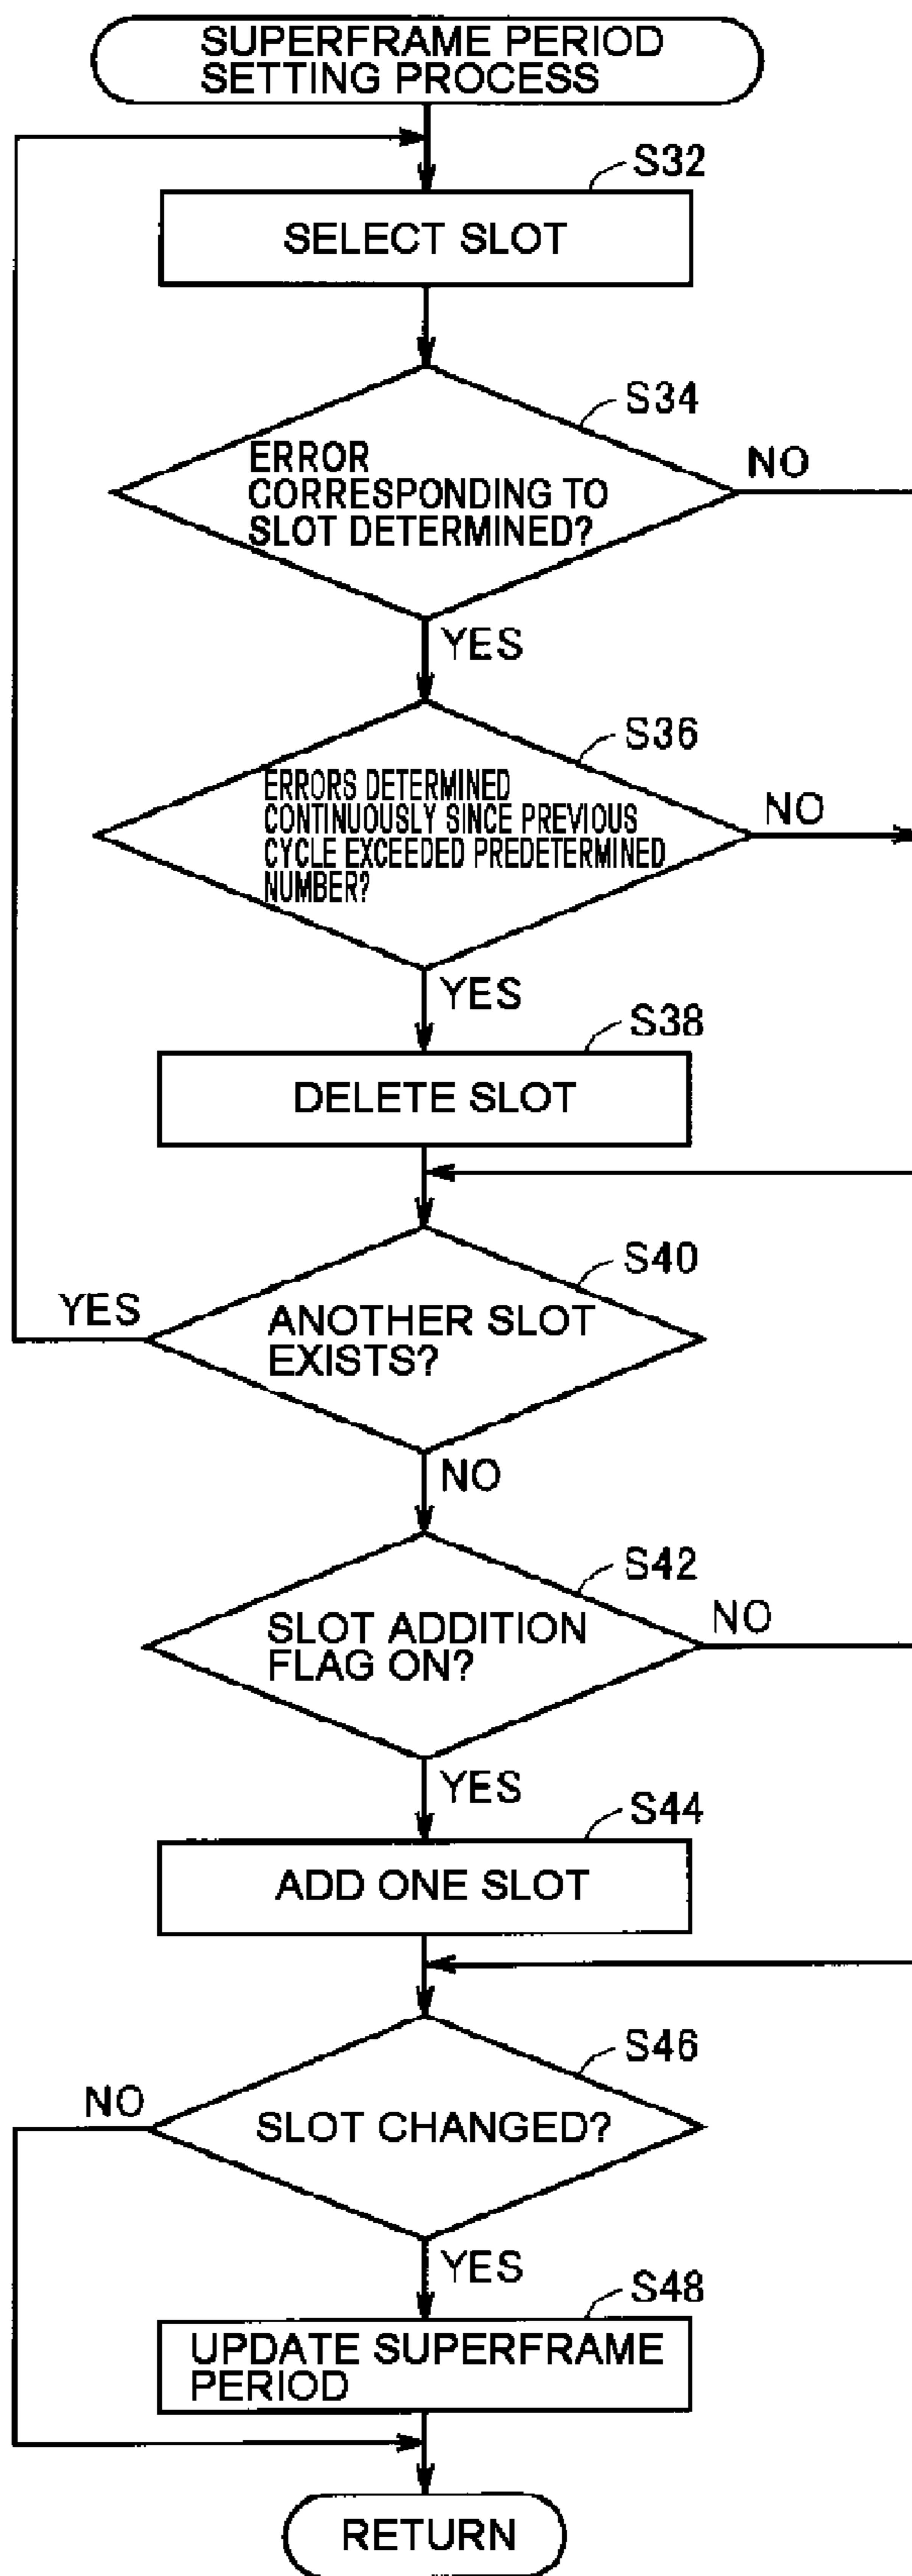 SUPERFRAME PERIOD
SETTING PROCESS
S32
SELECT SLOT
S34
ERROR
CORRESPONDING TO
SLOT DETERMINED?
NO
YES
S36
ERRORS DETERMINED
CONTINUOUSLY SINCE PREVIOUS
CYCLE EXCEEDED PREDETERMINED
NUMBER?
NO
YES
S38
DELETE SLOT
S40
YES
ANOTHER SLOT
EXISTS?
NO
S42
SLOT ADDITION
FLAG ON?
NO
YES
S44
ADD ONE SLOT
S46
NO
SLOT CHANGED?
YES
S48
UPDATE SUPERFRAME
PERIOD
RETURN